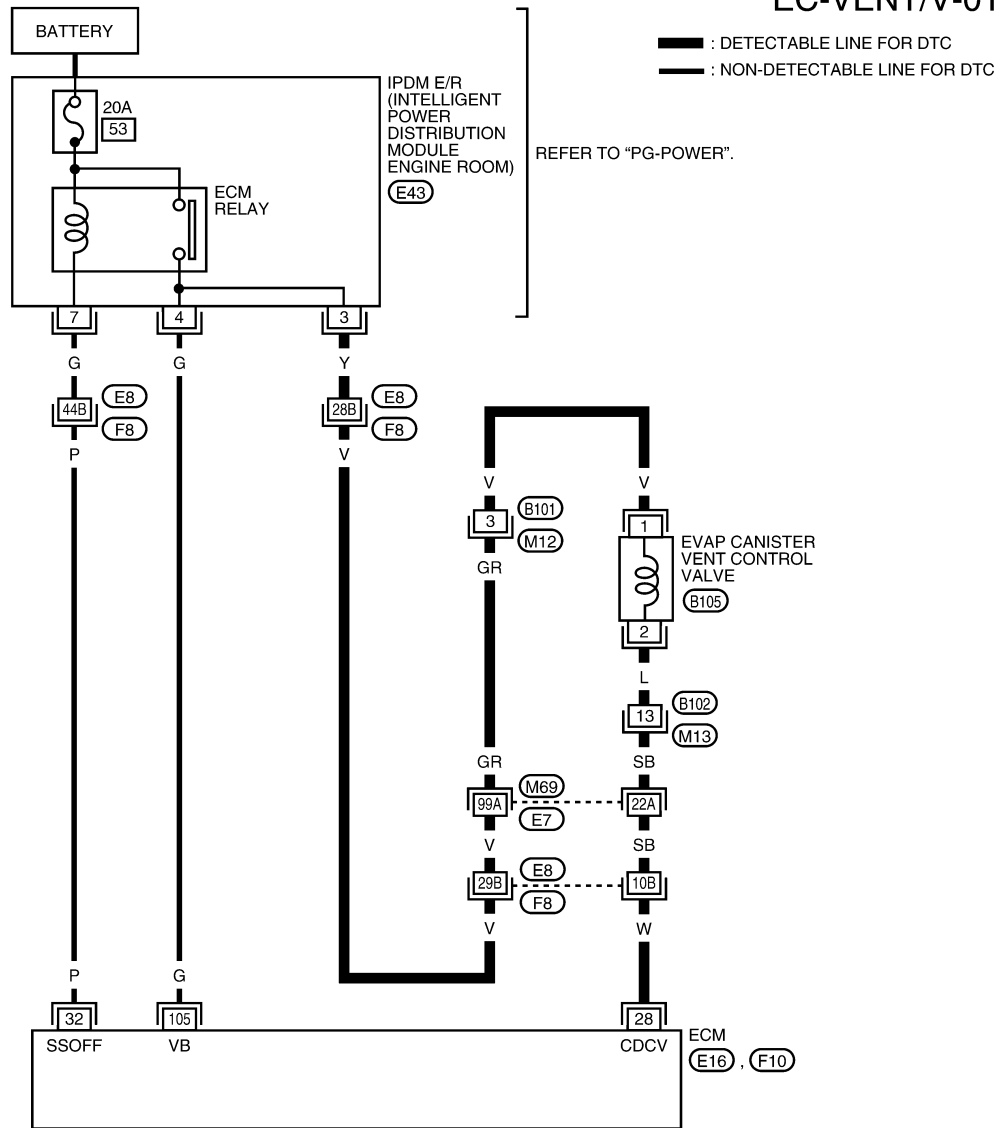 EC-VENT/V-01
BATTERY
: DETECTABLE LINE FOR DTC
: NON-DETECTABLE LINE FOR DTC
20A
53
IPDM E/R
(INTELLIGENT
POWER
DISTRIBUTION
MODULE
ENGINE ROOM)
E43
REFER TO “PG-POWER”.
ECM
RELAY
7
4
3
G
G
Y
44B
E8
F8
28B
E8
F8
P
V
V
V
3
B101
M12
1
EVAP CANISTER
VENT CONTROL
VALVE
B105
GR
2
L
13
B102
M13
GR
SB
99A
M69
E7
22A
V
SB
29B
E8
F8
10B
V
W
P
G
32
105
28
SSOFF
VB
CDCV
ECM
E16 , F10